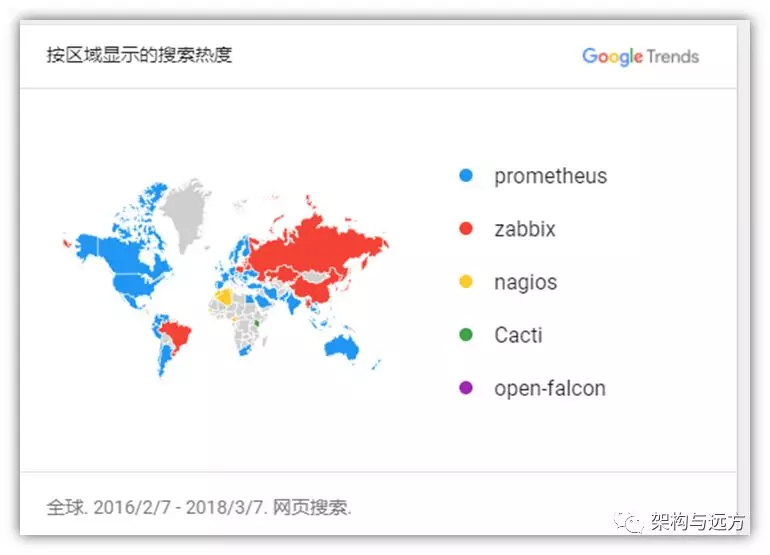 按区域显示的搜索热度
Google Trends
prometheus
zabbix
nagios
Cacti
open-falcon
全球. 2016/2/7 - 2018/3/7. 网页搜索.
架构与远方